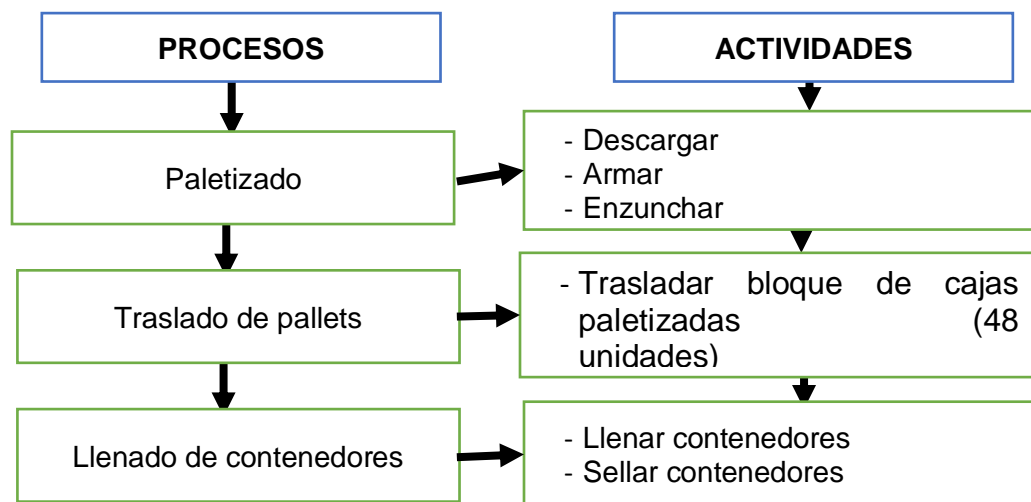 PROCESOS
ACTIVIDADES
Paletizado
- Descargar
- Armar
- Enzunchar
Traslado de pallets
- Trasladar bloque de cajas
paletizadas (48
unidades)
Llenado de contenedores
- Llenar contenedores
- Sellar contenedores